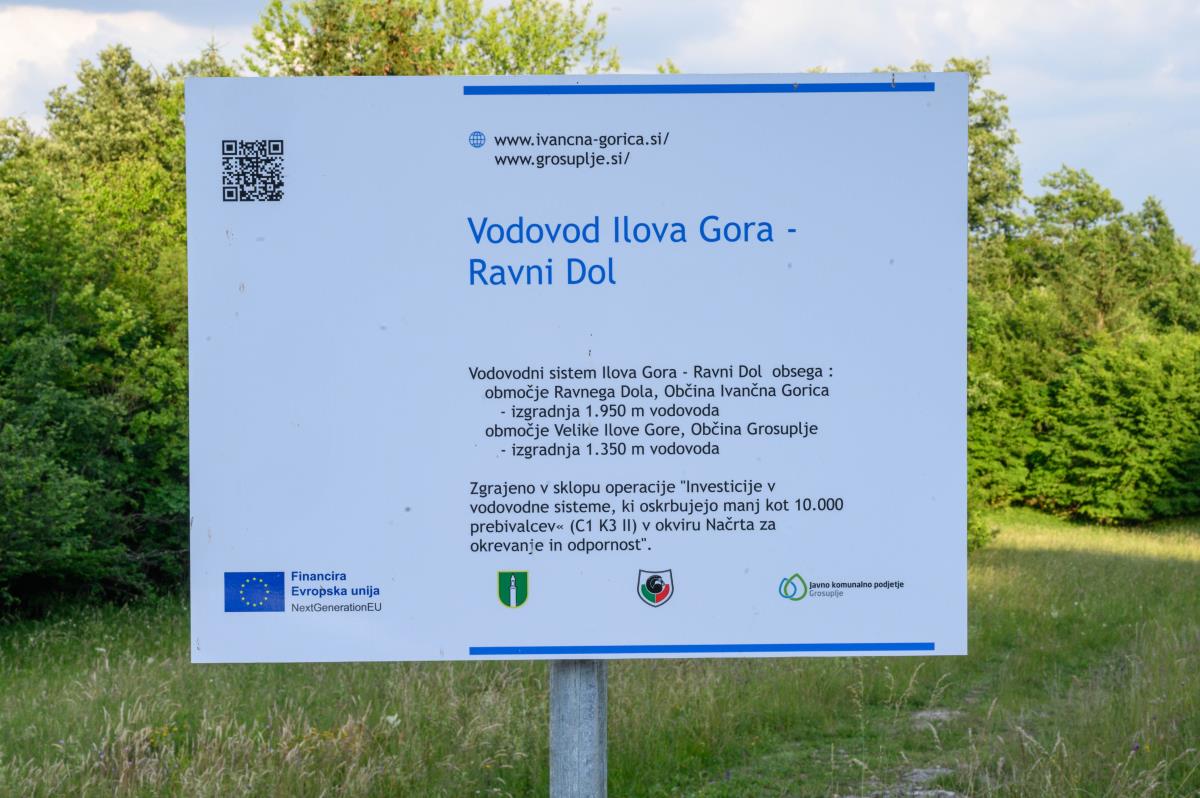 www.ivancna-gorica.si/
www.grosuplje.si/
Vodovod Ilova Gora -
Ravni Dol
Vodovodni sistem Ilova Gora - Ravni Dol obsega :
območje Ravnega Dola, Občina Ivančna Gorica
- izgradnja 1.950 m vodovoda
območje Velike Ilove Gore, Občina Grosuplje
- izgradnja 1.350 m vodovoda
Zgrajeno v sklopu operacije "Investicije v
vodovodne sisteme, ki oskrbujejo manj kot 10.000
prebivalcev« (C1 K3 II) v okviru Načrta za
okrevanje in odpornost".
Financira
Evropska unija
NextGenerationEU
Javno komunalno podjetje
Grosuplje